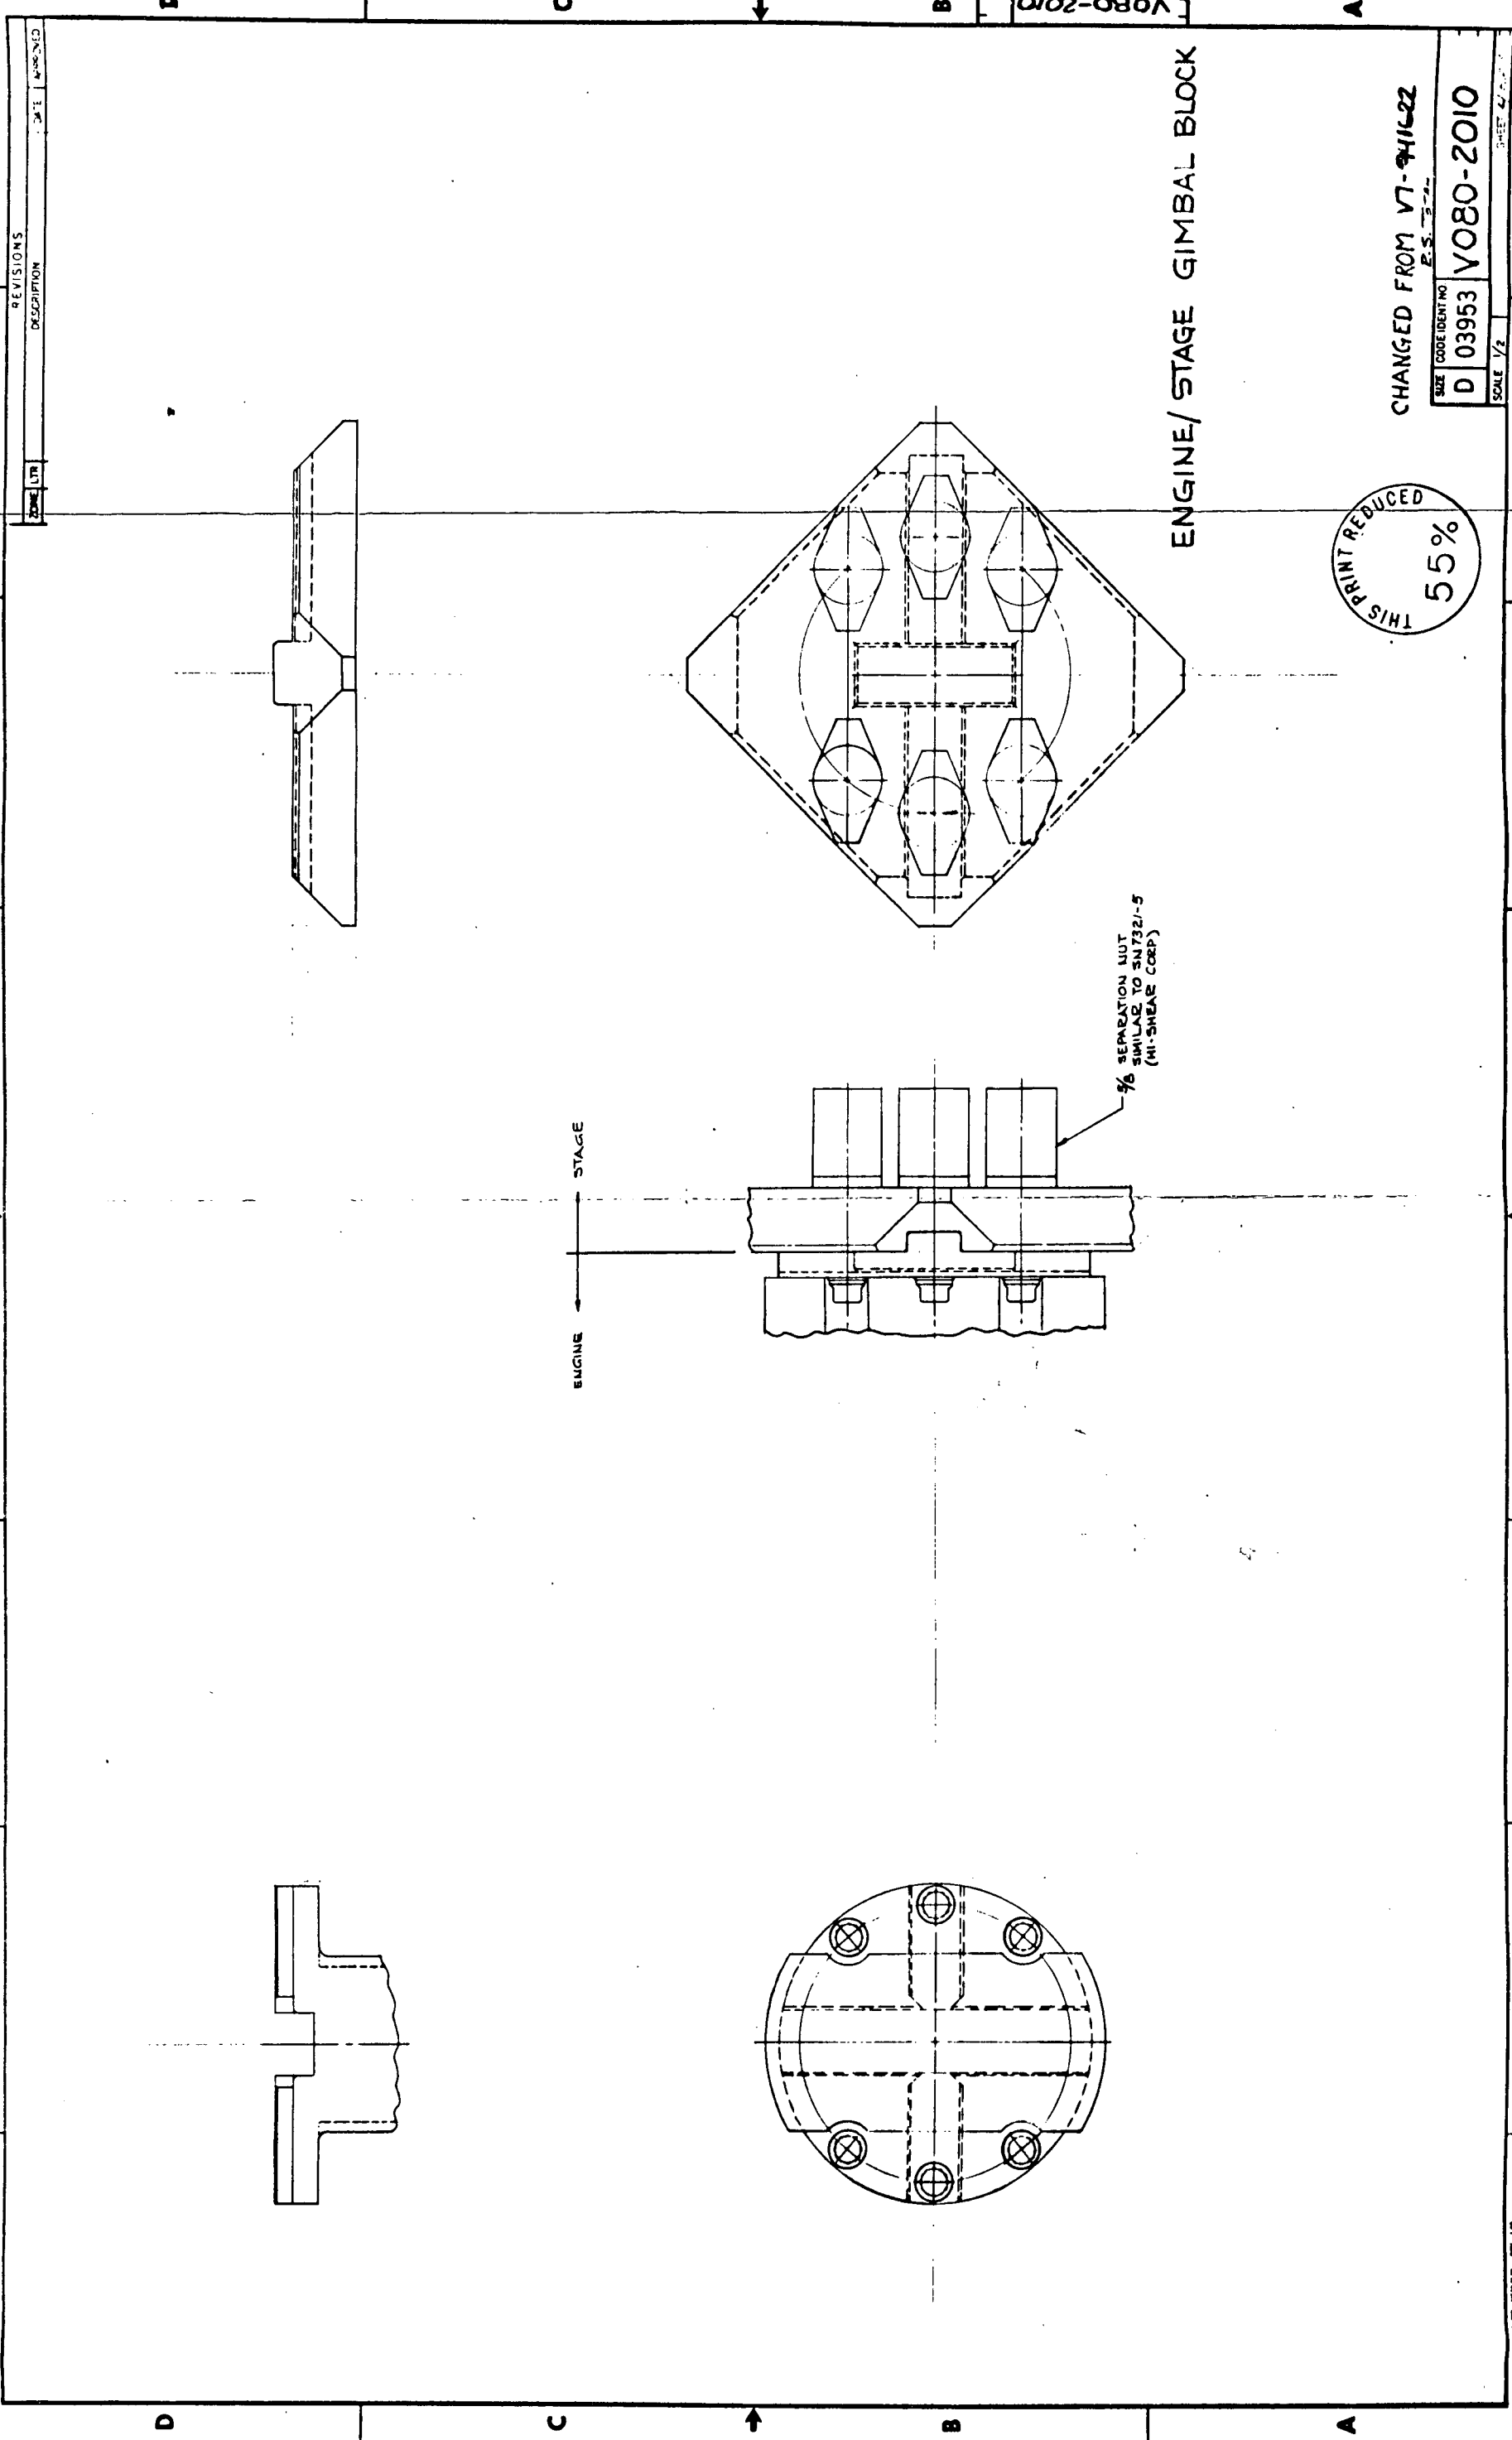 REVISIONS
ZONE LTR DESCRIPTION DATE APPROVED
D
C
B
A
V080-2010
ENGINE STAGE
5/8 SEPARATION NUT
SIMILAR TO SN7321-5
(HI-SHEAR CORP)
ENGINE/STAGE GIMBAL BLOCK
THIS PRINT REDUCED
55%
CHANGED FROM V7-941622
SIZE CODE IDENT NO
D 03953 V080-2010
SCALE 1/2 SHEET
D
C
B
A